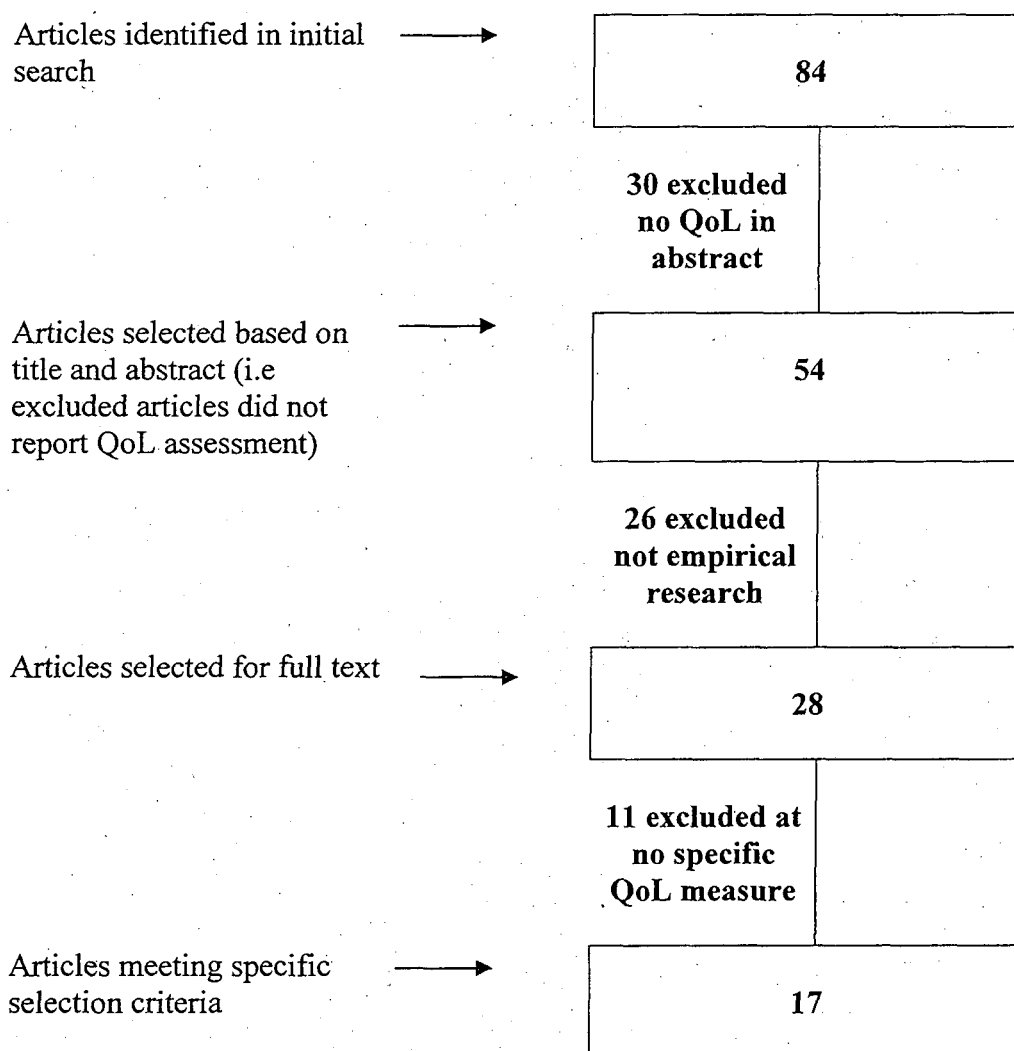 Articles identified in initial
search
84
30 excluded
no QoL in
abstract
Articles selected based on
title and abstract (i.e
excluded articles did not
report QoL assessment)
54
26 excluded
not empirical
research
Articles selected for full text
28
11 excluded at
no specific
QoL measure
Articles meeting specific
selection criteria
17